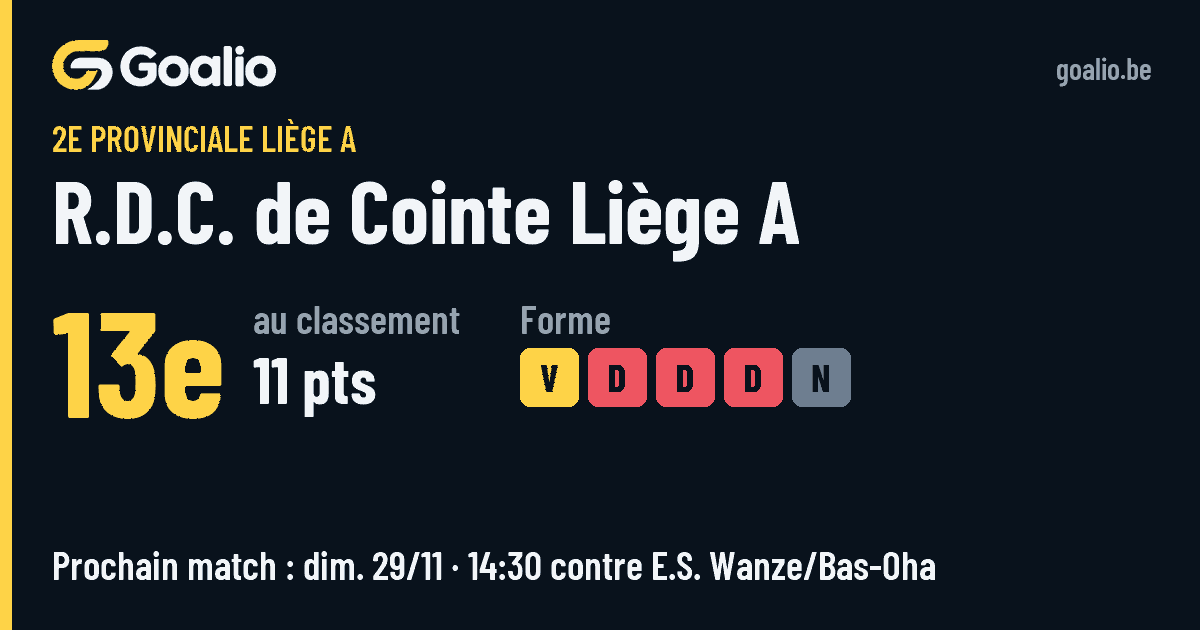 Goalio
goalio.be
2E PROVINCIALE LIÈGE A
R.D.C. de Cointe Liège A
13e
au classement
11 pts
Forme
V D D D N
Prochain match : dim. 29/11 · 14:30 contre E.S. Wanze/Bas-Oha